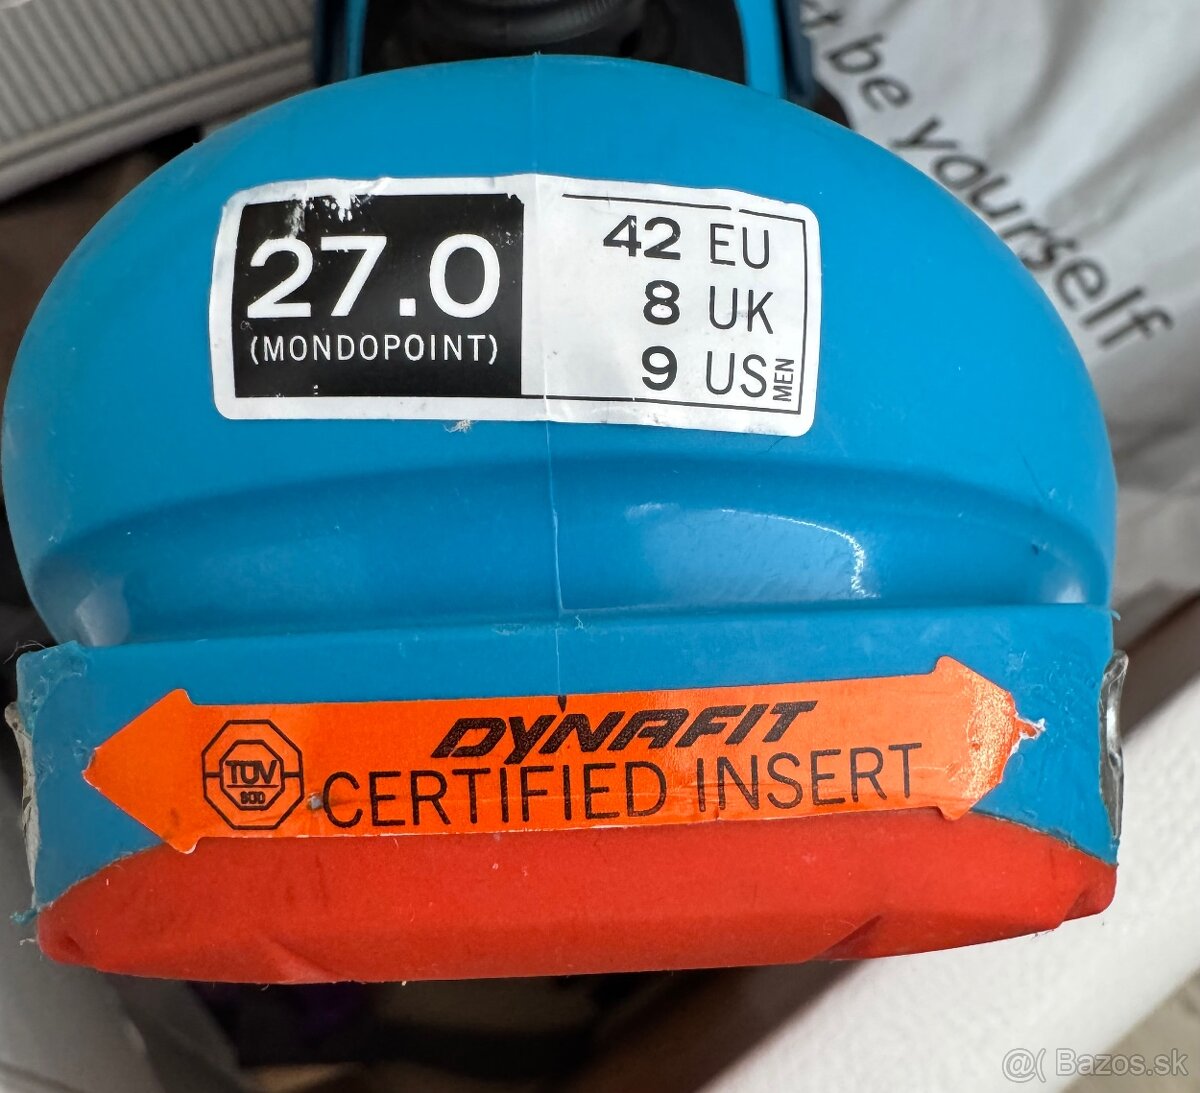 t be yourself
27.0
(MONDOPOINT)
42 EU
8 UK
9 US MEN
DYNAFIT
TÜV
CERTIFIED INSERT
@( Bazos.sk